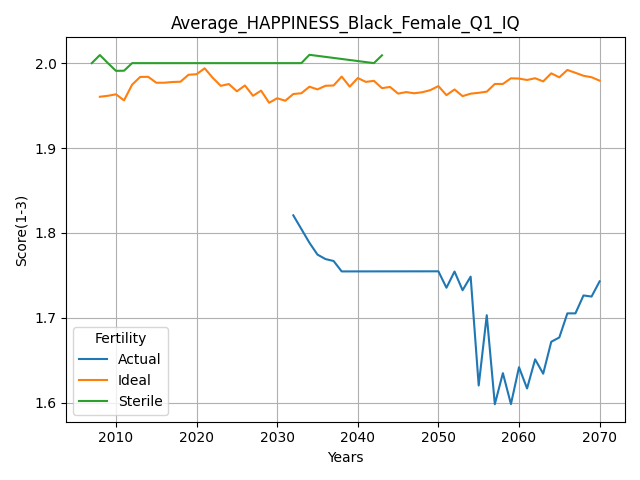 Average_HAPPINESS_Black_Female_Q1_IQ
Score(1-3)
2.0
1.9
1.8
1.7
1.6
Fertility
Actual
Ideal
Sterile
2010 2020 2030 2040 2050 2060 2070
Years